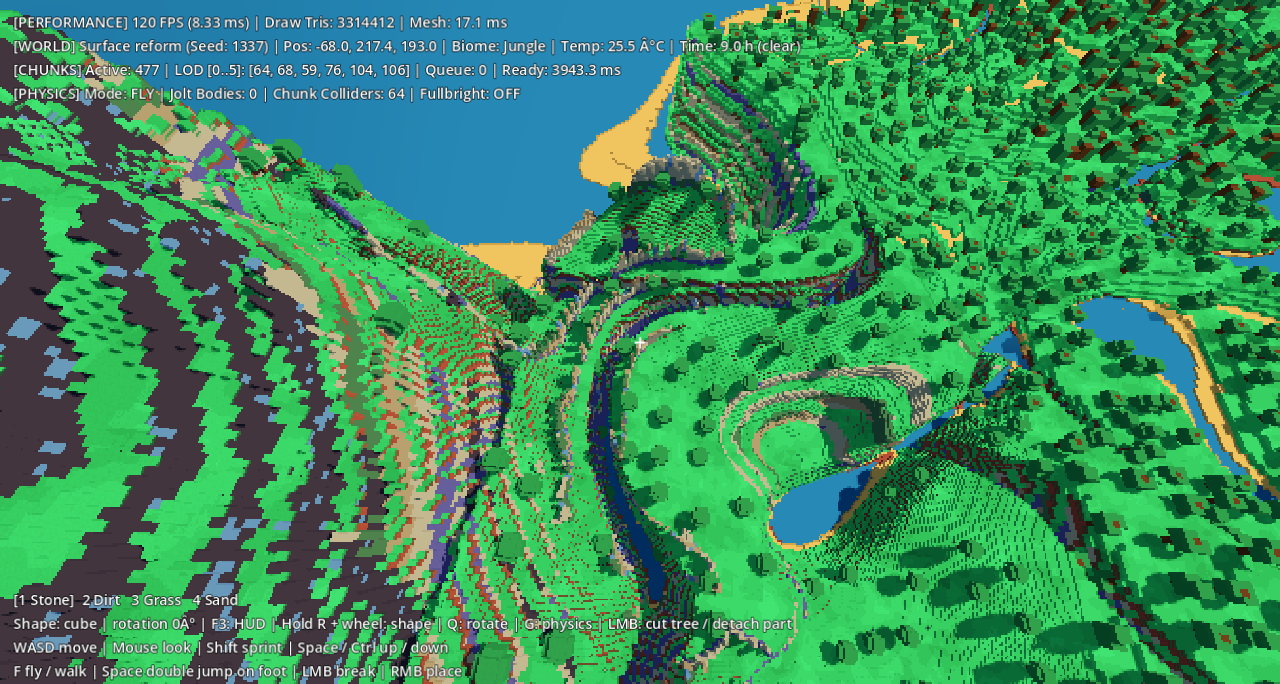 [PERFORMANCE] 120 FPS (8.33 ms) | Draw Tris: 3314412 | Mesh: 17.1 ms
[WORLD] Surface reform (Seed: 1337) | Pos: -68.0, 217.4, 193.0 | Biome: Jungle | Temp: 25.5 Â°C | Time: 9.0 h (clear)
[CHUNKS] Active: 477 | LOD [0..5]: [64, 68, 59, 76, 104, 106] | Queue: 0 | Ready: 3943.3 ms
[PHYSICS] Mode: FLY | Jolt Bodies: 0 | Chunk Colliders: 64 | Fullbright: OFF
[1 Stone] 2 Dirt 3 Grass 4 Sand
Shape: cube | rotation 0Â° | F3: HUD | Hold R + wheel: shape | Q: rotate | G: physics | LMB: cut tree / detach part
WASD move | Mouse look | Shift sprint | Space / Ctrl up / down
F fly / walk | Space double jump on foot | LMB break | RMB place